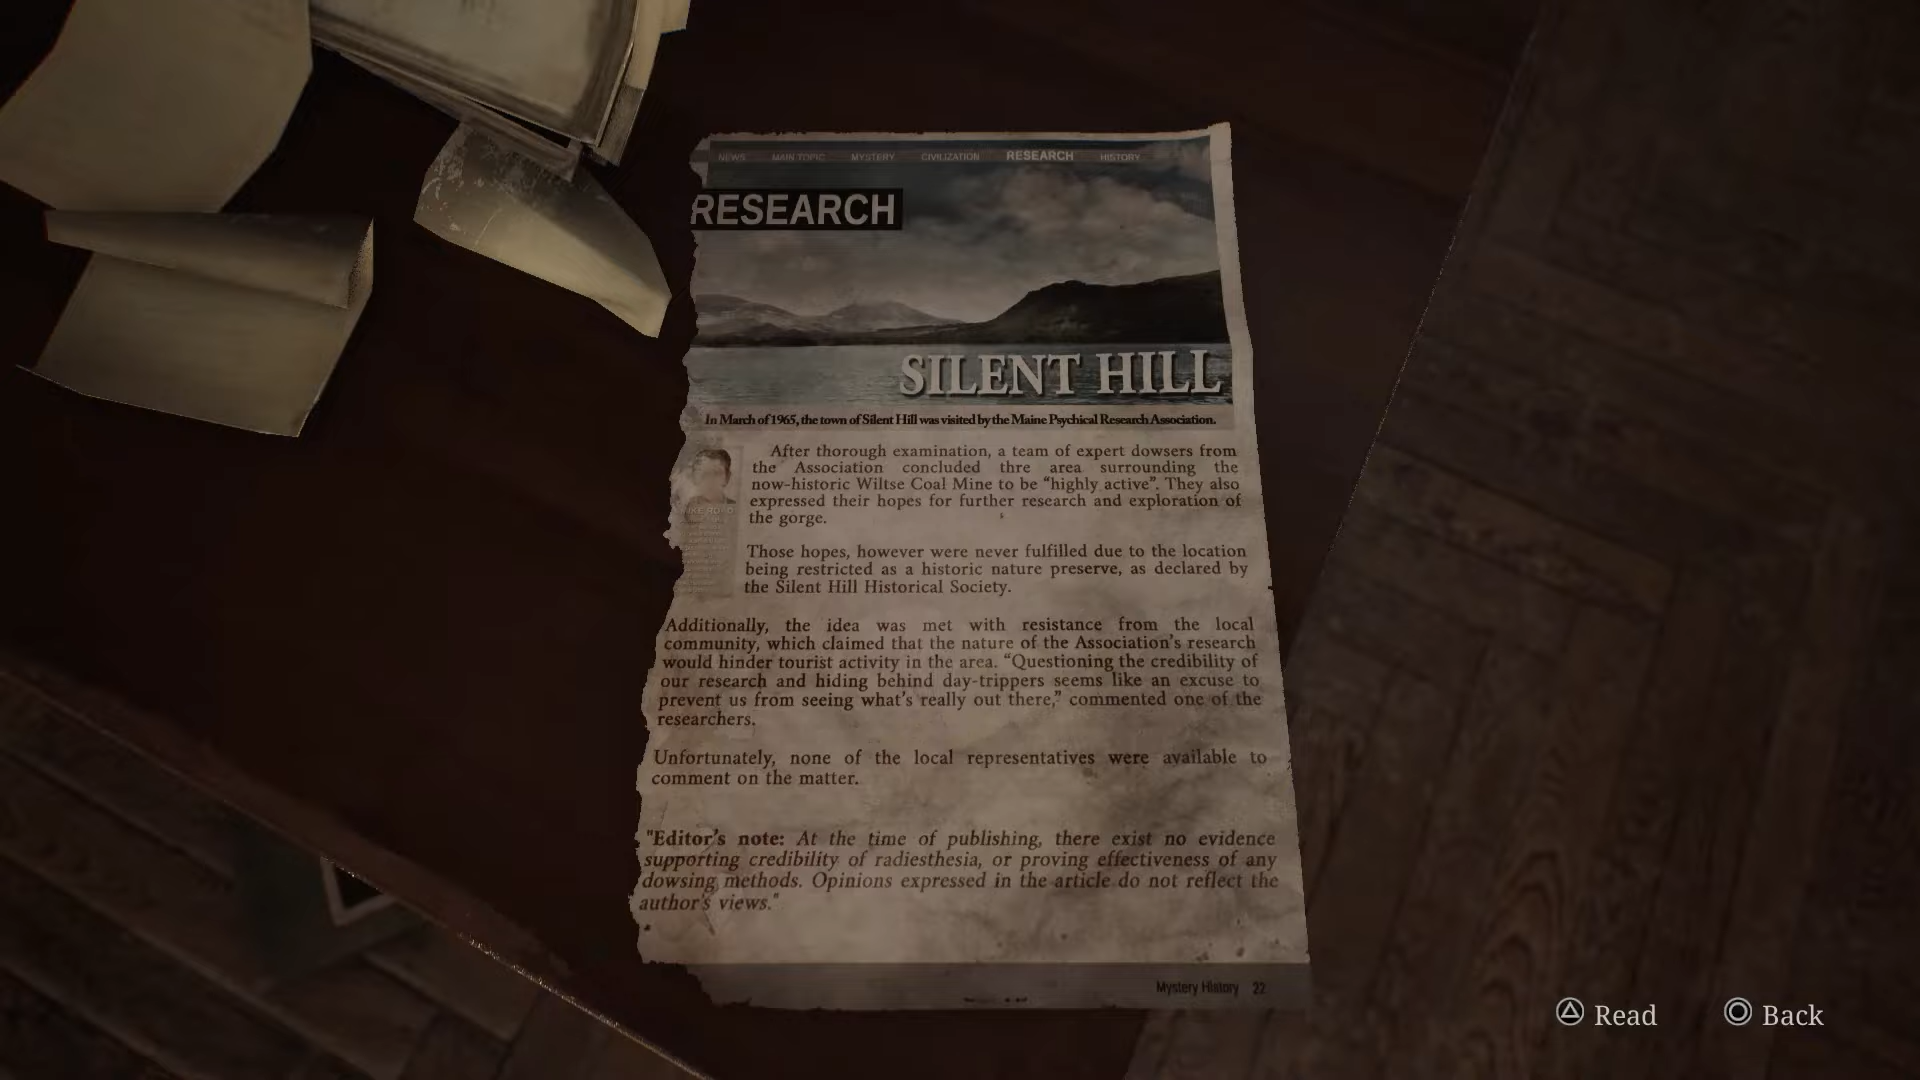 NEWS MAIN TOPIC MYSTERY CIVILIZATION RESEARCH HISTORY
RESEARCH
SILENT HILL
In March of 1965, the town of Silent Hill was visited by the Maine Psychical Research Association.
After thorough examination, a team of expert dowsers from
the Association concluded thre area surrounding the
now-historic Wiltse Coal Mine to be “highly active”. They also
expressed their hopes for further research and exploration of
the gorge.
Those hopes, however were never fulfilled due to the location
being restricted as a historic nature preserve, as declared by
the Silent Hill Historical Society.
Additionally, the idea was met with resistance from the local
community, which claimed that the nature of the Association's research
would hinder tourist activity in the area. “Questioning the credibility of
our research and hiding behind day-trippers seems like an excuse to
prevent us from seeing what's really out there,” commented one of the
researchers.
Unfortunately, none of the local representatives were available to
comment on the matter.
"Editor's note: At the time of publishing, there exist no evidence
supporting credibility of radiesthesia, or proving effectiveness of any
dowsing methods. Opinions expressed in the article do not reflect the
author's views."
Mystery History 22
Read Back